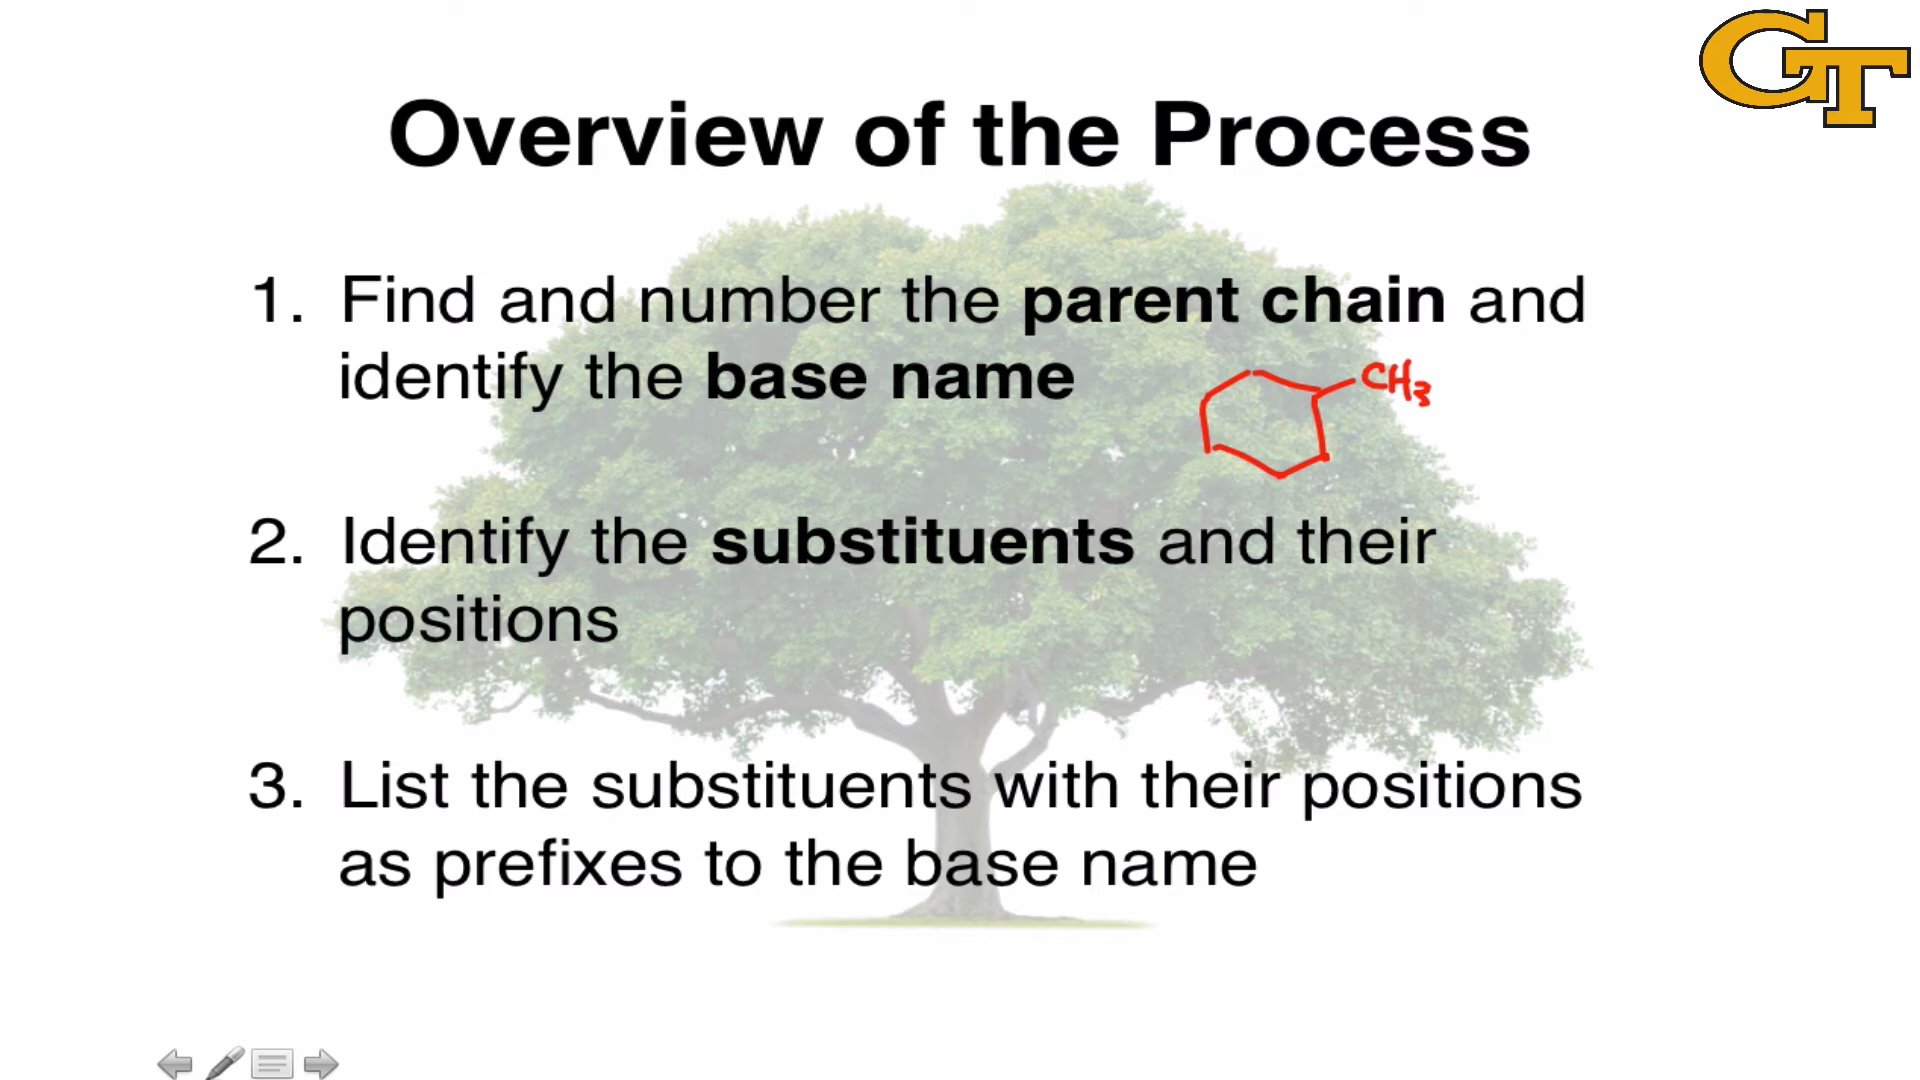 GT
Overview of the Process
1. Find and number the parent chain and
identify the base name
CH3
2. Identify the substituents and their
positions
3. List the substituents with their positions
as prefixes to the base name